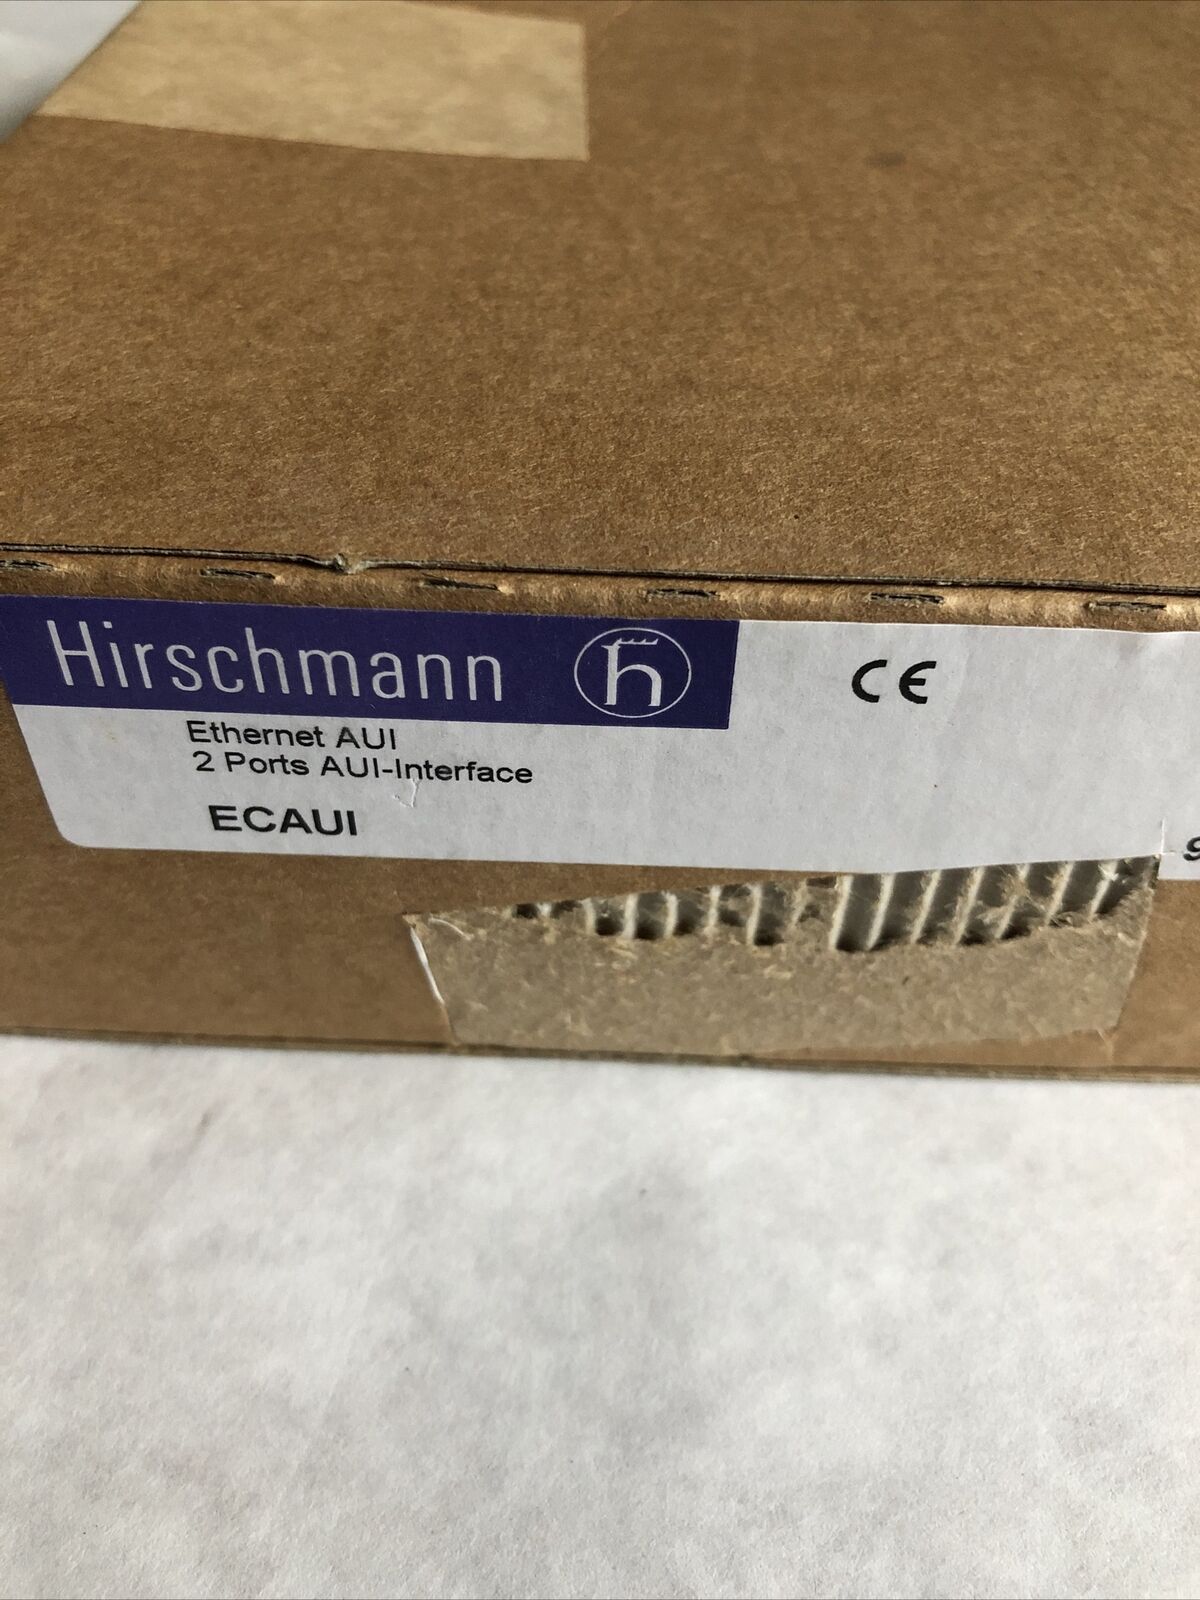 Hirschmann h CE
Ethernet AUI
2 Ports AUI-Interface
ECAUI